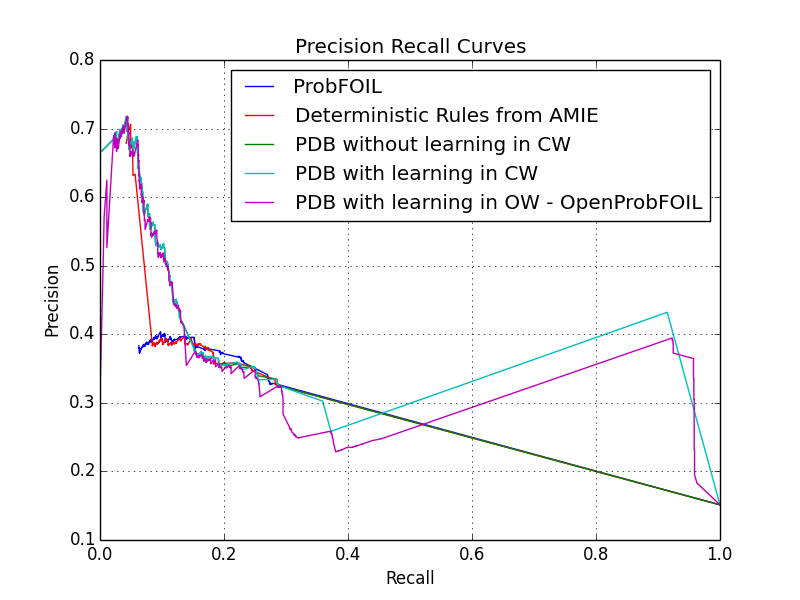 Precision Recall Curves
ProbFOIL
Deterministic Rules from AMIE
PDB without learning in CW
PDB with learning in CW
PDB with learning in OW - OpenProbFOIL
Precision
0.8
0.7
0.6
0.5
0.4
0.3
0.2
0.1
0.0 0.2 0.4 0.6 0.8 1.0
Recall